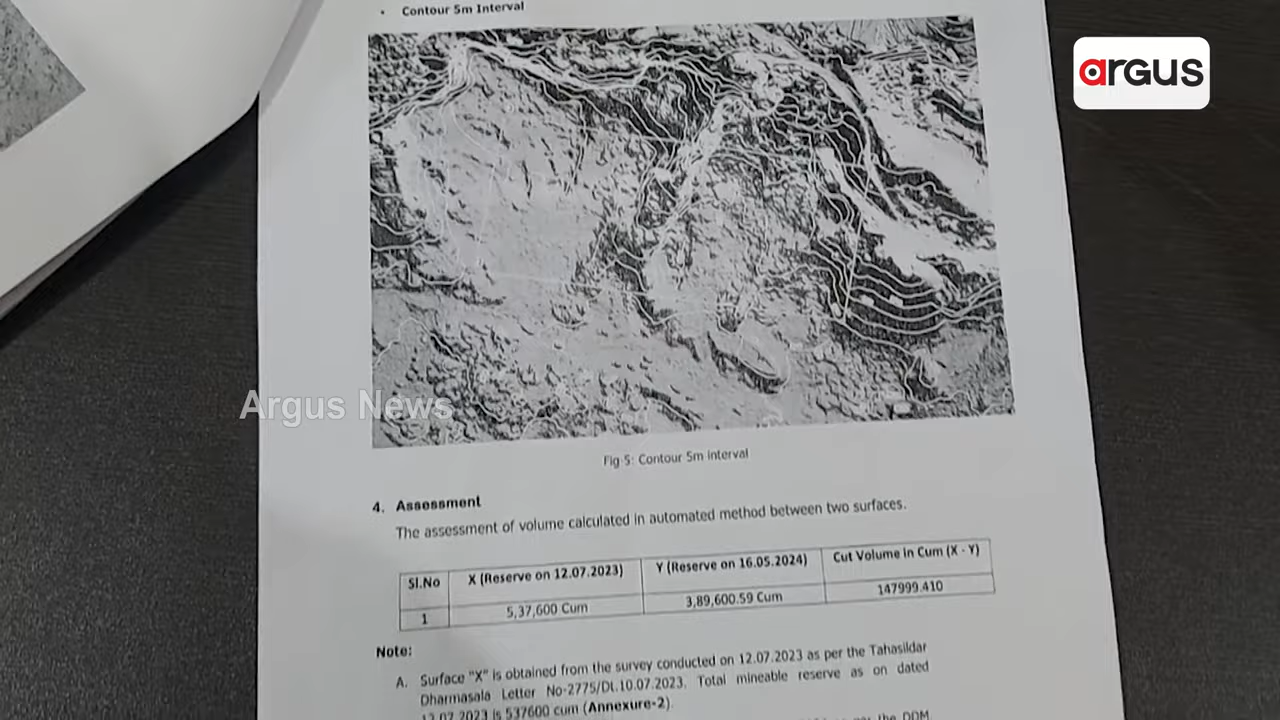 • Contour 5m Interval
argus
Argus News
Fig-5: Contour 5m interval
4. Assessment
The assessment of volume calculated in automated method between two surfaces.
Sl.No X (Reserve on 12.07.2023) Y (Reserve on 16.05.2024) Cut Volume in Cum (X - Y)
1 5,37,600 Cum 3,89,600.59 Cum 147999.410
Note:
A. Surface "X" is obtained from the survey conducted on 12.07.2023 as per the Tahasildar
Dharmasala Letter No-2775/Dt.10.07.2023. Total mineable reserve as on dated
12.07.2023 is 537600 cum (Annexure-2).
the DDM